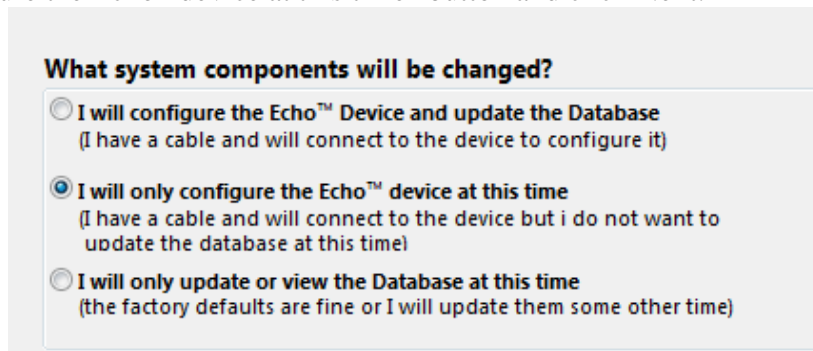 What system components will be changed?
I will configure the Echo™ Device and update the Database
(I have a cable and will connect to the device to configure it)
I will only configure the Echo™ device at this time
(I have a cable and will connect to the device but i do not want to
update the database at this time)
I will only update or view the Database at this time
(the factory defaults are fine or I will update them some other time)